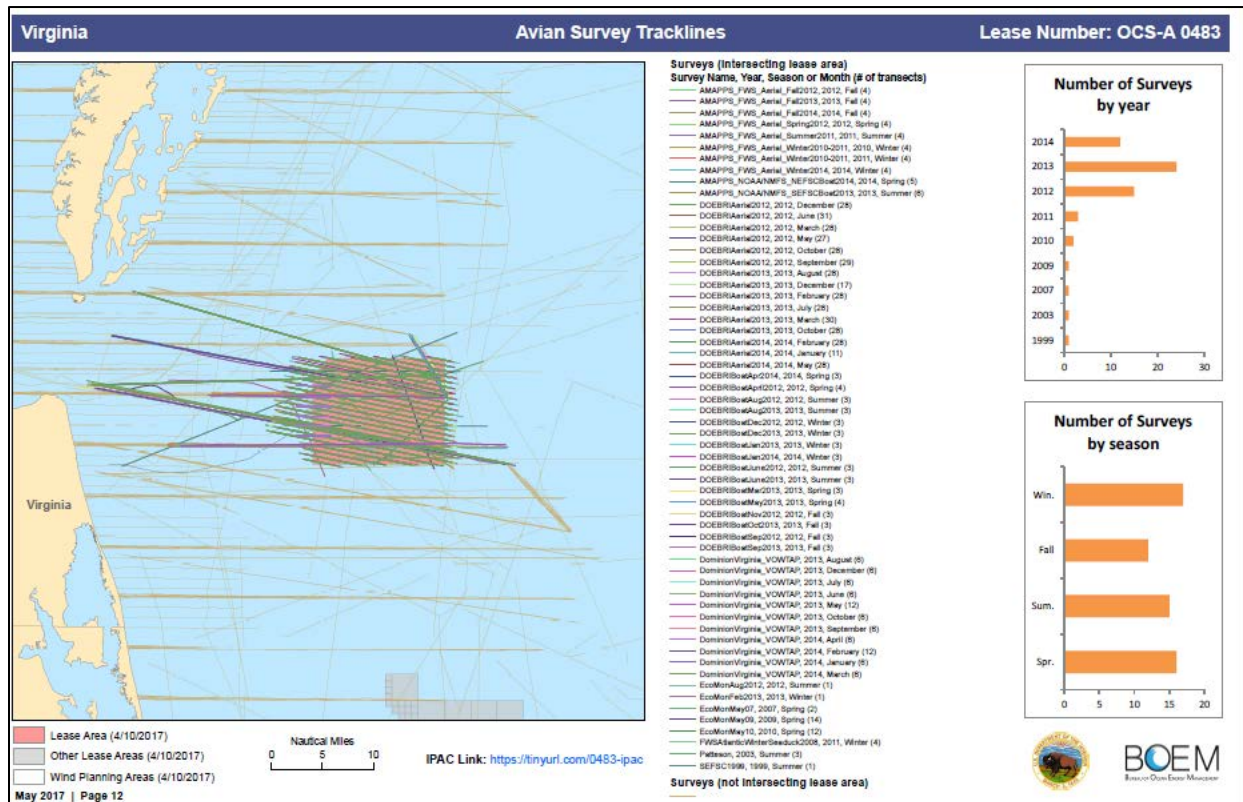 Virginia
Avian Survey Tracklines
Lease Number: OCS-A 0483
Virginia
Surveys (intersecting lease area)
Survey Name, Year, Season or Month (# of transects)
AMAPPS_FWS_Aerial_Fall2012, 2012, Fall (4)
AMAPPS_FWS_Aerial_Fall2013, 2013, Fall (4)
AMAPPS_FWS_Aerial_Fall2014, 2014, Fall (4)
AMAPPS_FWS_Aerial_Spring2012, 2012, Spring (4)
AMAPPS_FWS_Aerial_Summer2011, 2011, Summer (4)
AMAPPS_FWS_Aerial_Winter2010-2011, 2010, Winter (4)
AMAPPS_FWS_Aerial_Winter2010-2011, 2011, Winter (4)
AMAPPS_FWS_Aerial_Winter2014, 2014, Winter (4)
AMAPPS_NOAA/NMFS_NEFSCBoat2014, 2014, Spring (5)
AMAPPS_NOAA/NMFS_SEFSCBoat2013, 2013, Summer (6)
DOEBRIAerial2012, 2012, December (28)
DOEBRIAerial2012, 2012, June (31)
DOEBRIAerial2012, 2012, March (28)
DOEBRIAerial2012, 2012, May (27)
DOEBRIAerial2012, 2012, October (28)
DOEBRIAerial2012, 2012, September (29)
DOEBRIAerial2013, 2013, August (28)
DOEBRIAerial2013, 2013, December (17)
DOEBRIAerial2013, 2013, February (28)
DOEBRIAerial2013, 2013, July (28)
DOEBRIAerial2013, 2013, March (30)
DOEBRIAerial2013, 2013, October (28)
DOEBRIAerial2014, 2014, February (28)
DOEBRIAerial2014, 2014, January (11)
DOEBRIAerial2014, 2014, May (28)
DOEBRIBoatApr2014, 2014, Spring (3)
DOEBRIBoatApril2012, 2012, Spring (4)
DOEBRIBoatAug2012, 2012, Summer (3)
DOEBRIBoatAug2013, 2013, Summer (3)
DOEBRIBoatDec2012, 2012, Winter (3)
DOEBRIBoatDec2013, 2013, Winter (3)
DOEBRIBoatJan2013, 2013, Winter (3)
DOEBRIBoatJan2014, 2014, Winter (3)
DOEBRIBoatJune2012, 2012, Summer (3)
DOEBRIBoatJune2013, 2013, Summer (3)
DOEBRIBoatMar2013, 2013, Spring (3)
DOEBRIBoatMay2013, 2013, Spring (4)
DOEBRIBoatNov2012, 2012, Fall (3)
DOEBRIBoatOct2013, 2013, Fall (3)
DOEBRIBoatSep2012, 2012, Fall (3)
DOEBRIBoatSep2013, 2013, Fall (3)
DominionVirginia_VOWTAP, 2013, August (6)
DominionVirginia_VOWTAP, 2013, December (6)
DominionVirginia_VOWTAP, 2013, July (6)
DominionVirginia_VOWTAP, 2013, June (6)
DominionVirginia_VOWTAP, 2013, May (12)
DominionVirginia_VOWTAP, 2013, October (6)
DominionVirginia_VOWTAP, 2013, September (6)
DominionVirginia_VOWTAP, 2014, April (6)
DominionVirginia_VOWTAP, 2014, February (12)
DominionVirginia_VOWTAP, 2014, January (6)
DominionVirginia_VOWTAP, 2014, March (6)
EcoMonAug2012, 2012, Summer (1)
EcoMonFeb2013, 2013, Winter (1)
EcoMonMay07, 2007, Spring (2)
EcoMonMay09, 2009, Spring (14)
EcoMonMay10, 2010, Spring (12)
FWSAtlanticWinterSeaduck2008, 2011, Winter (4)
Patteson, 2003, Summer (3)
SEFSC1999, 1999, Summer (1)
Surveys (not intersecting lease area)
Number of Surveys
by year
2014
2013
2012
2011
2010
2009
2007
2003
1999
0 10 20 30
Number of Surveys
by season
Win.
Fall
Sum.
Spr.
0 5 10 15 20
Lease Area (4/10/2017)
Other Lease Areas (4/10/2017)
Wind Planning Areas (4/10/2017)
Nautical Miles
0 5 10
IPAC Link: https://tinyurl.com/0483-ipac
BOEM
BUREAU OF OCEAN ENERGY MANAGEMENT
May 2017 | Page 12